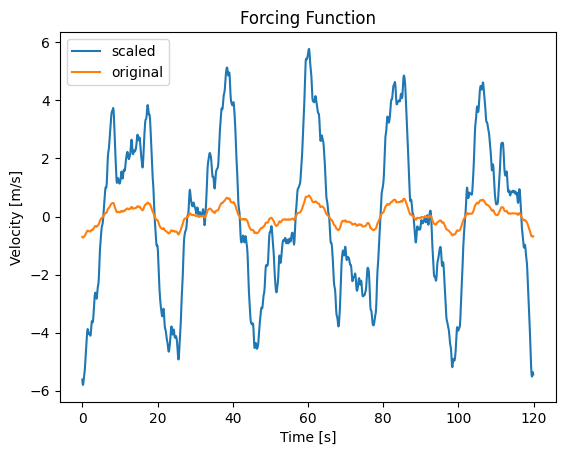 Forcing Function
scaled
original
Velocity [m/s]
6
4
2
0
−2
−4
−6
0 20 40 60 80 100 120
Time [s]